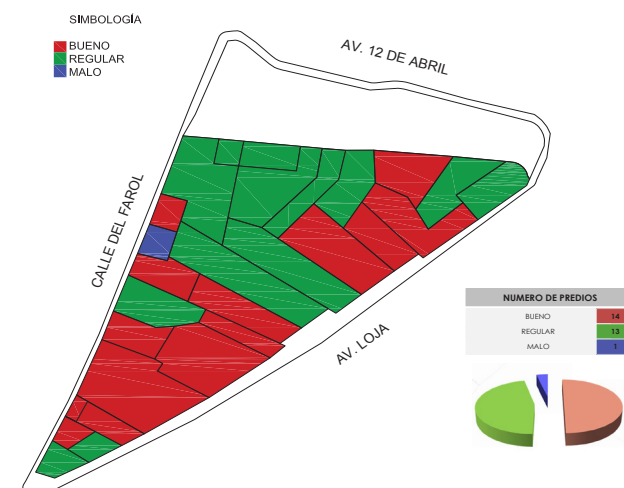 SIMBOLOGÍA
BUENO
REGULAR
MALO
AV. 12 DE ABRIL
CALLE DEL FAROL
AV. LOJA
NUMERO DE PREDIOS
BUENO 14
REGULAR 13
MALO 1